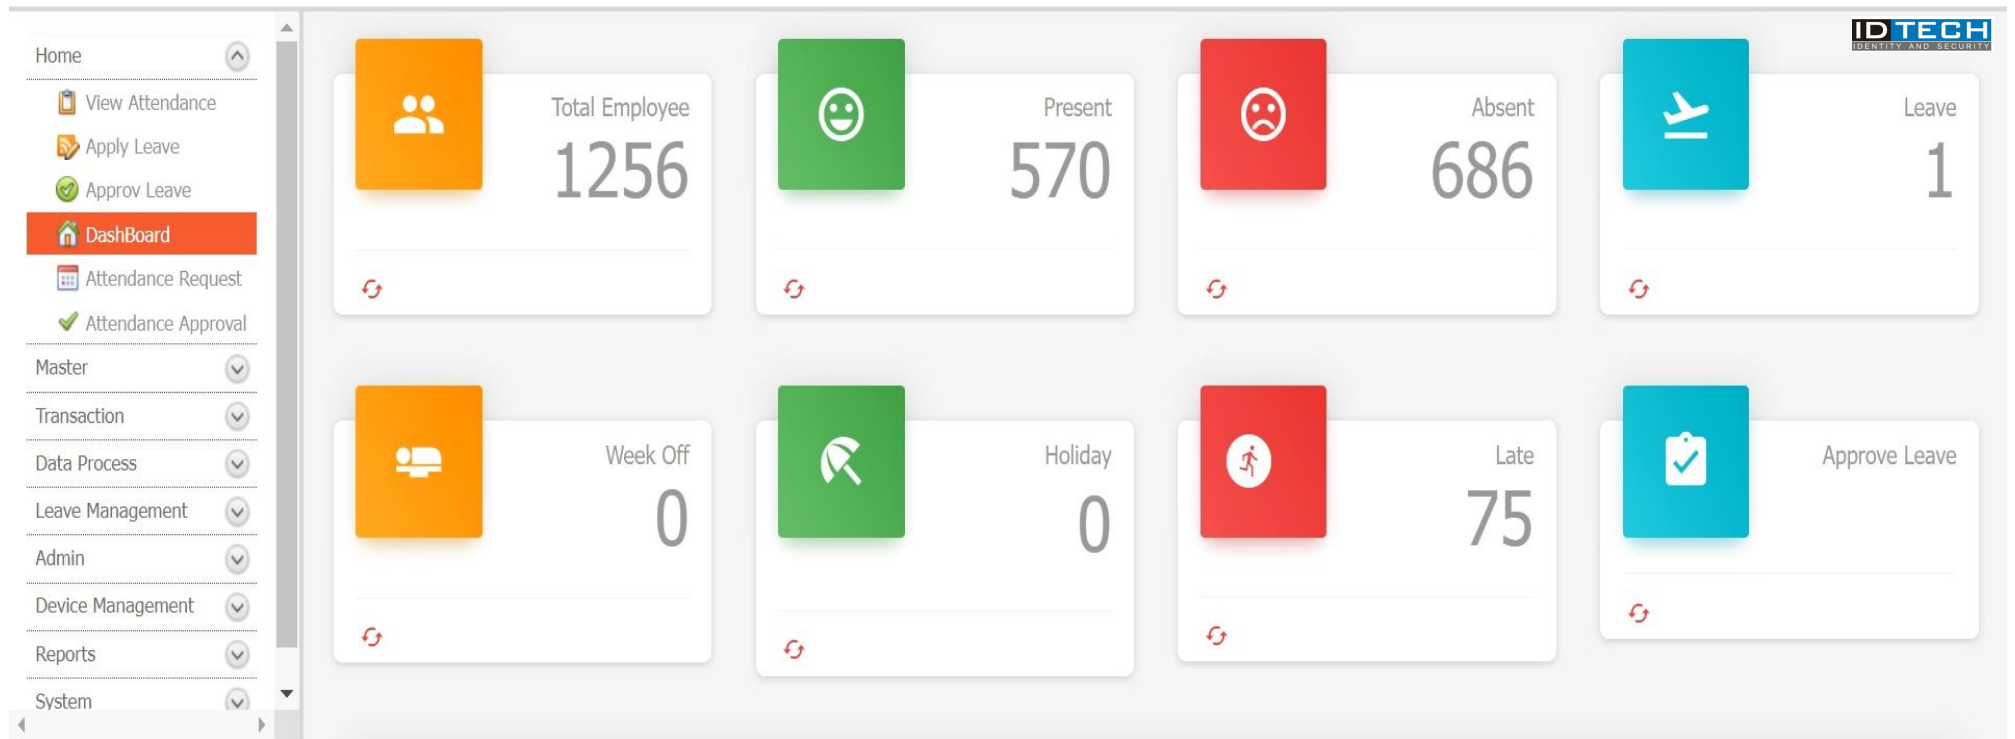 Home
View Attendance
Apply Leave
Approv Leave
DashBoard
Attendance Request
Attendance Approval
Master
Transaction
Data Process
Leave Management
Admin
Device Management
Reports
System
Total Employee
1256
Present
570
Absent
686
Leave
1
Week Off
0
Holiday
0
Late
75
Approve Leave
IDTECH
IDENTITY AND SECURITY